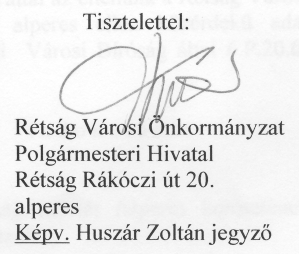 Tisztelettel:
Rétság Városi Önkormányzat
Polgármesteri Hivatal
Rétság Rákóczi út 20.
alperes
Képv. Huszár Zoltán jegyző